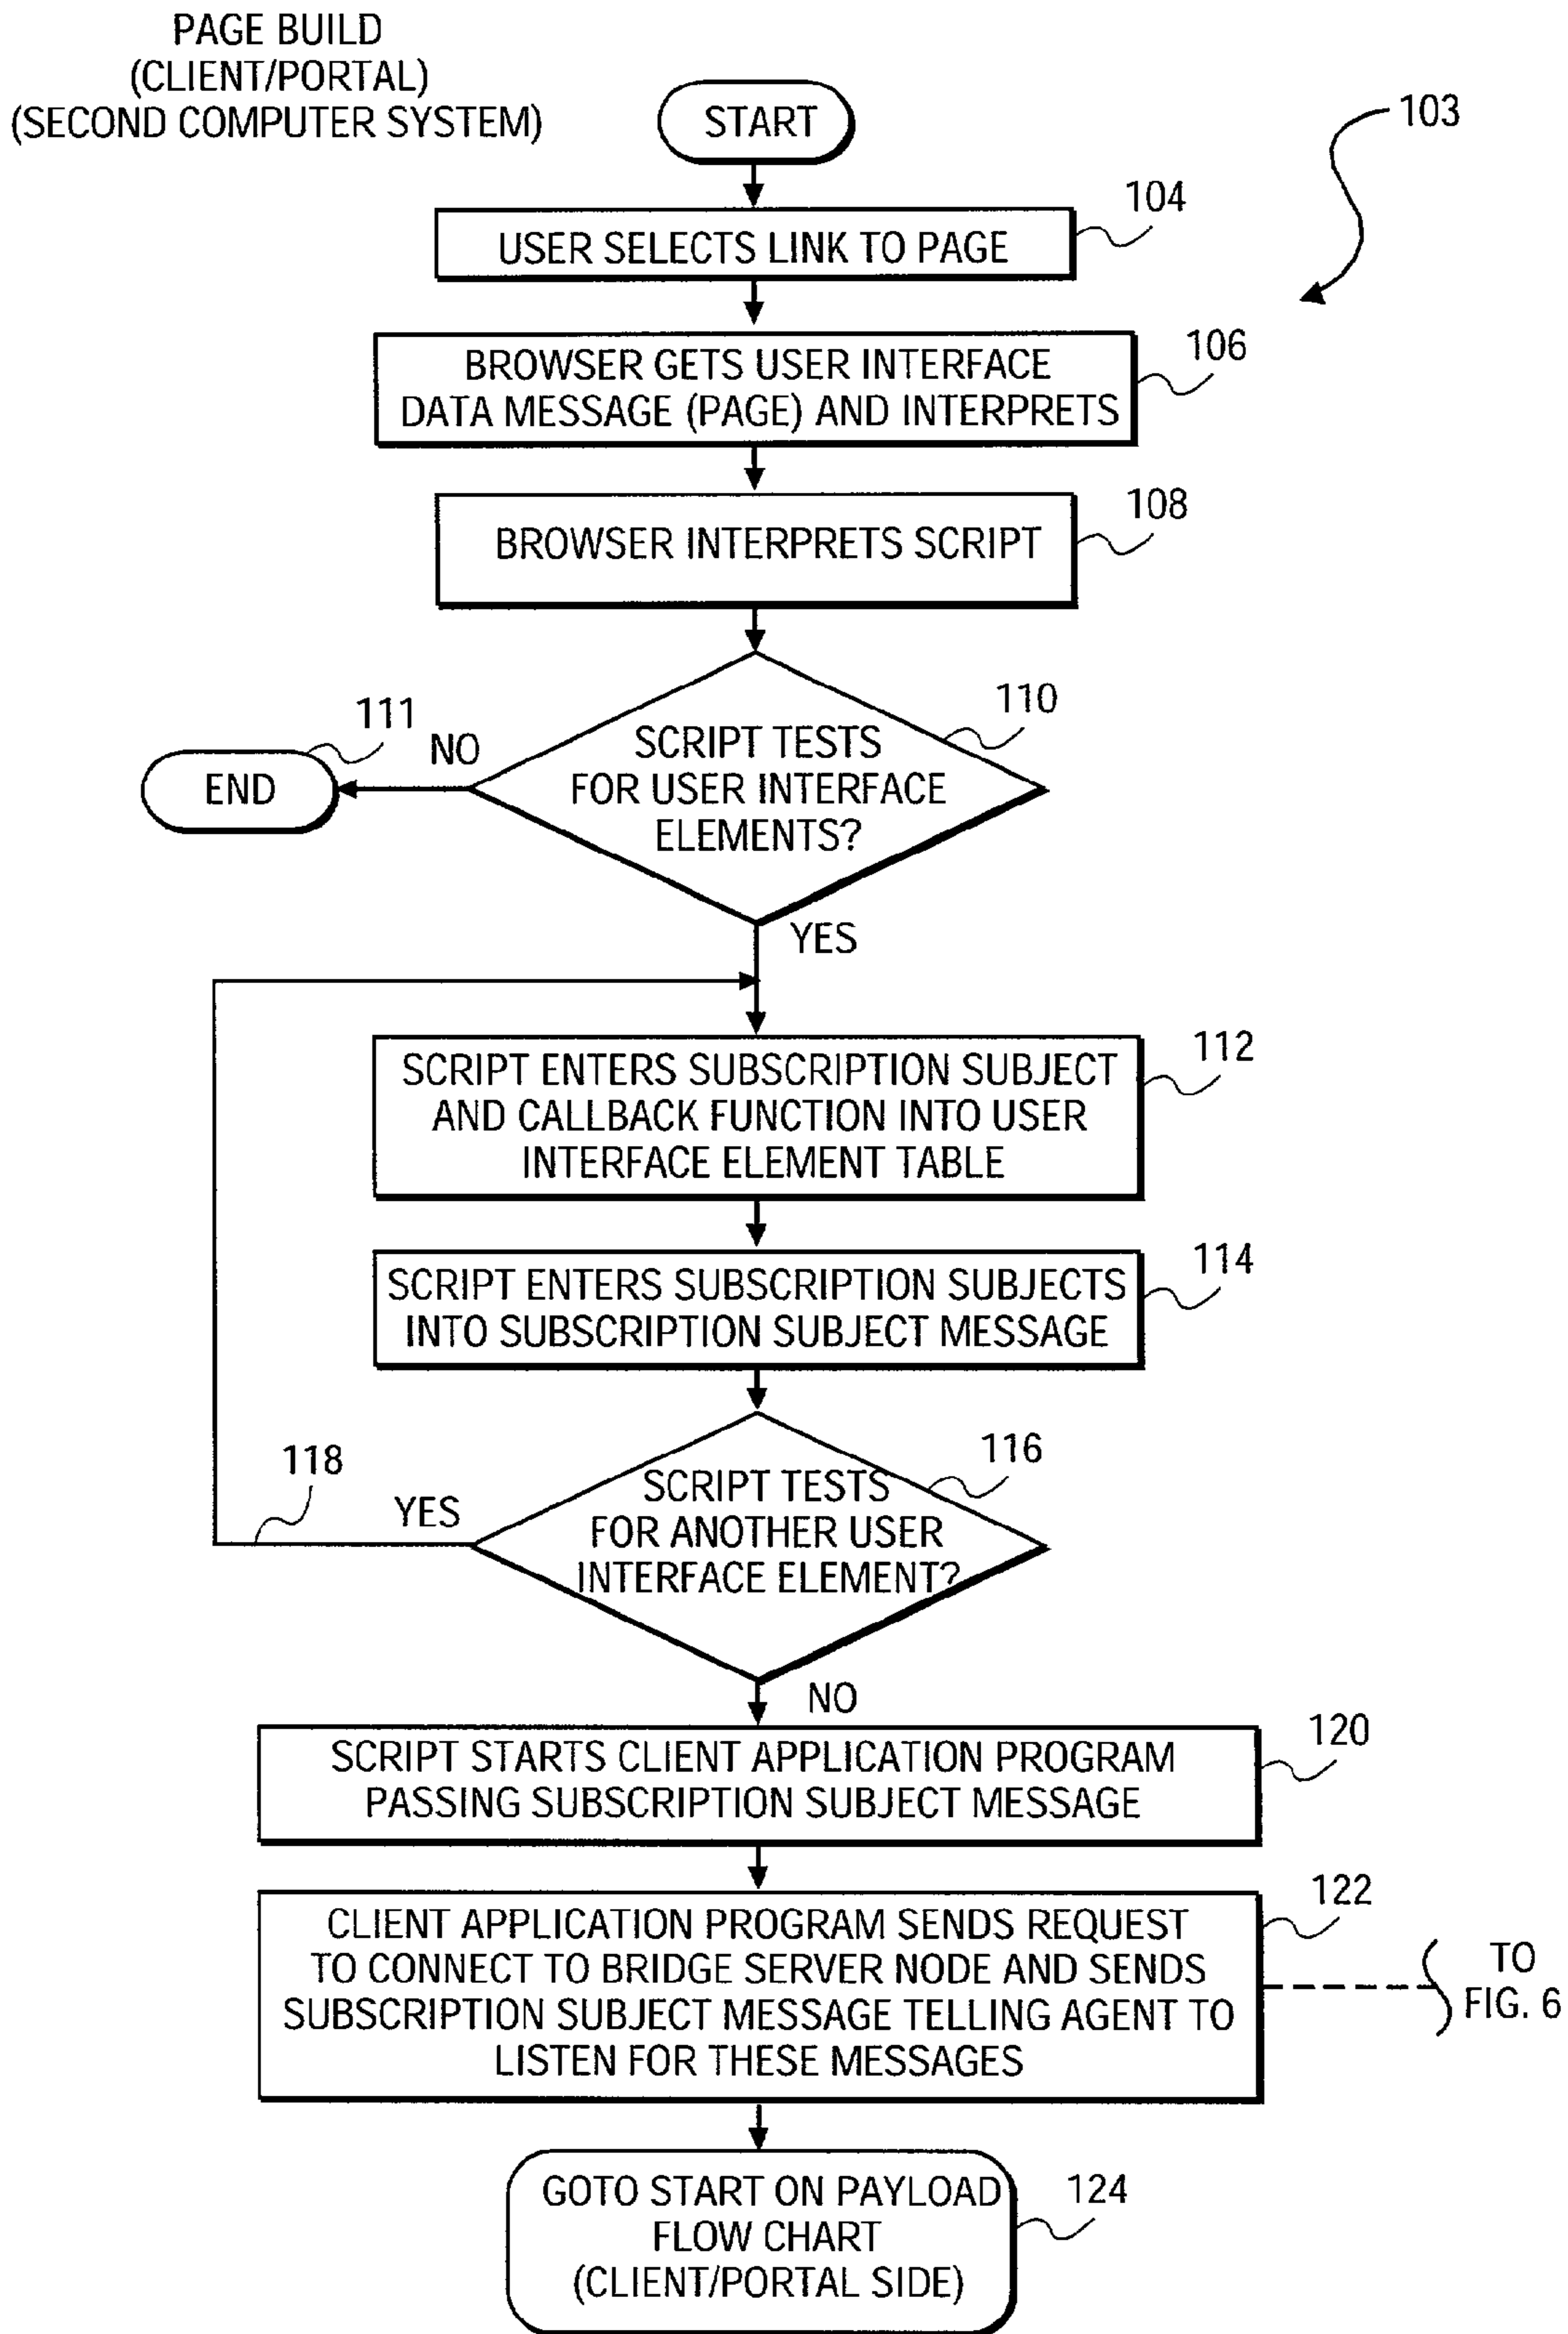 PAGE BUILD
(CLIENT/PORTAL)
(SECOND COMPUTER SYSTEM)
START
103
104
USER SELECTS LINK TO PAGE
106
BROWSER GETS USER INTERFACE
DATA MESSAGE (PAGE) AND INTERPRETS
108
BROWSER INTERPRETS SCRIPT
110
SCRIPT TESTS
FOR USER INTERFACE
ELEMENTS?
111
NO
END
YES
112
SCRIPT ENTERS SUBSCRIPTION SUBJECT
AND CALLBACK FUNCTION INTO USER
INTERFACE ELEMENT TABLE
114
SCRIPT ENTERS SUBSCRIPTION SUBJECTS
INTO SUBSCRIPTION SUBJECT MESSAGE
116
SCRIPT TESTS
FOR ANOTHER USER
INTERFACE ELEMENT?
118
YES
NO
120
SCRIPT STARTS CLIENT APPLICATION PROGRAM
PASSING SUBSCRIPTION SUBJECT MESSAGE
122
CLIENT APPLICATION PROGRAM SENDS REQUEST
TO CONNECT TO BRIDGE SERVER NODE AND SENDS
SUBSCRIPTION SUBJECT MESSAGE TELLING AGENT TO
LISTEN FOR THESE MESSAGES
TO
FIG. 6
124
GOTO START ON PAYLOAD
FLOW CHART
(CLIENT/PORTAL SIDE)